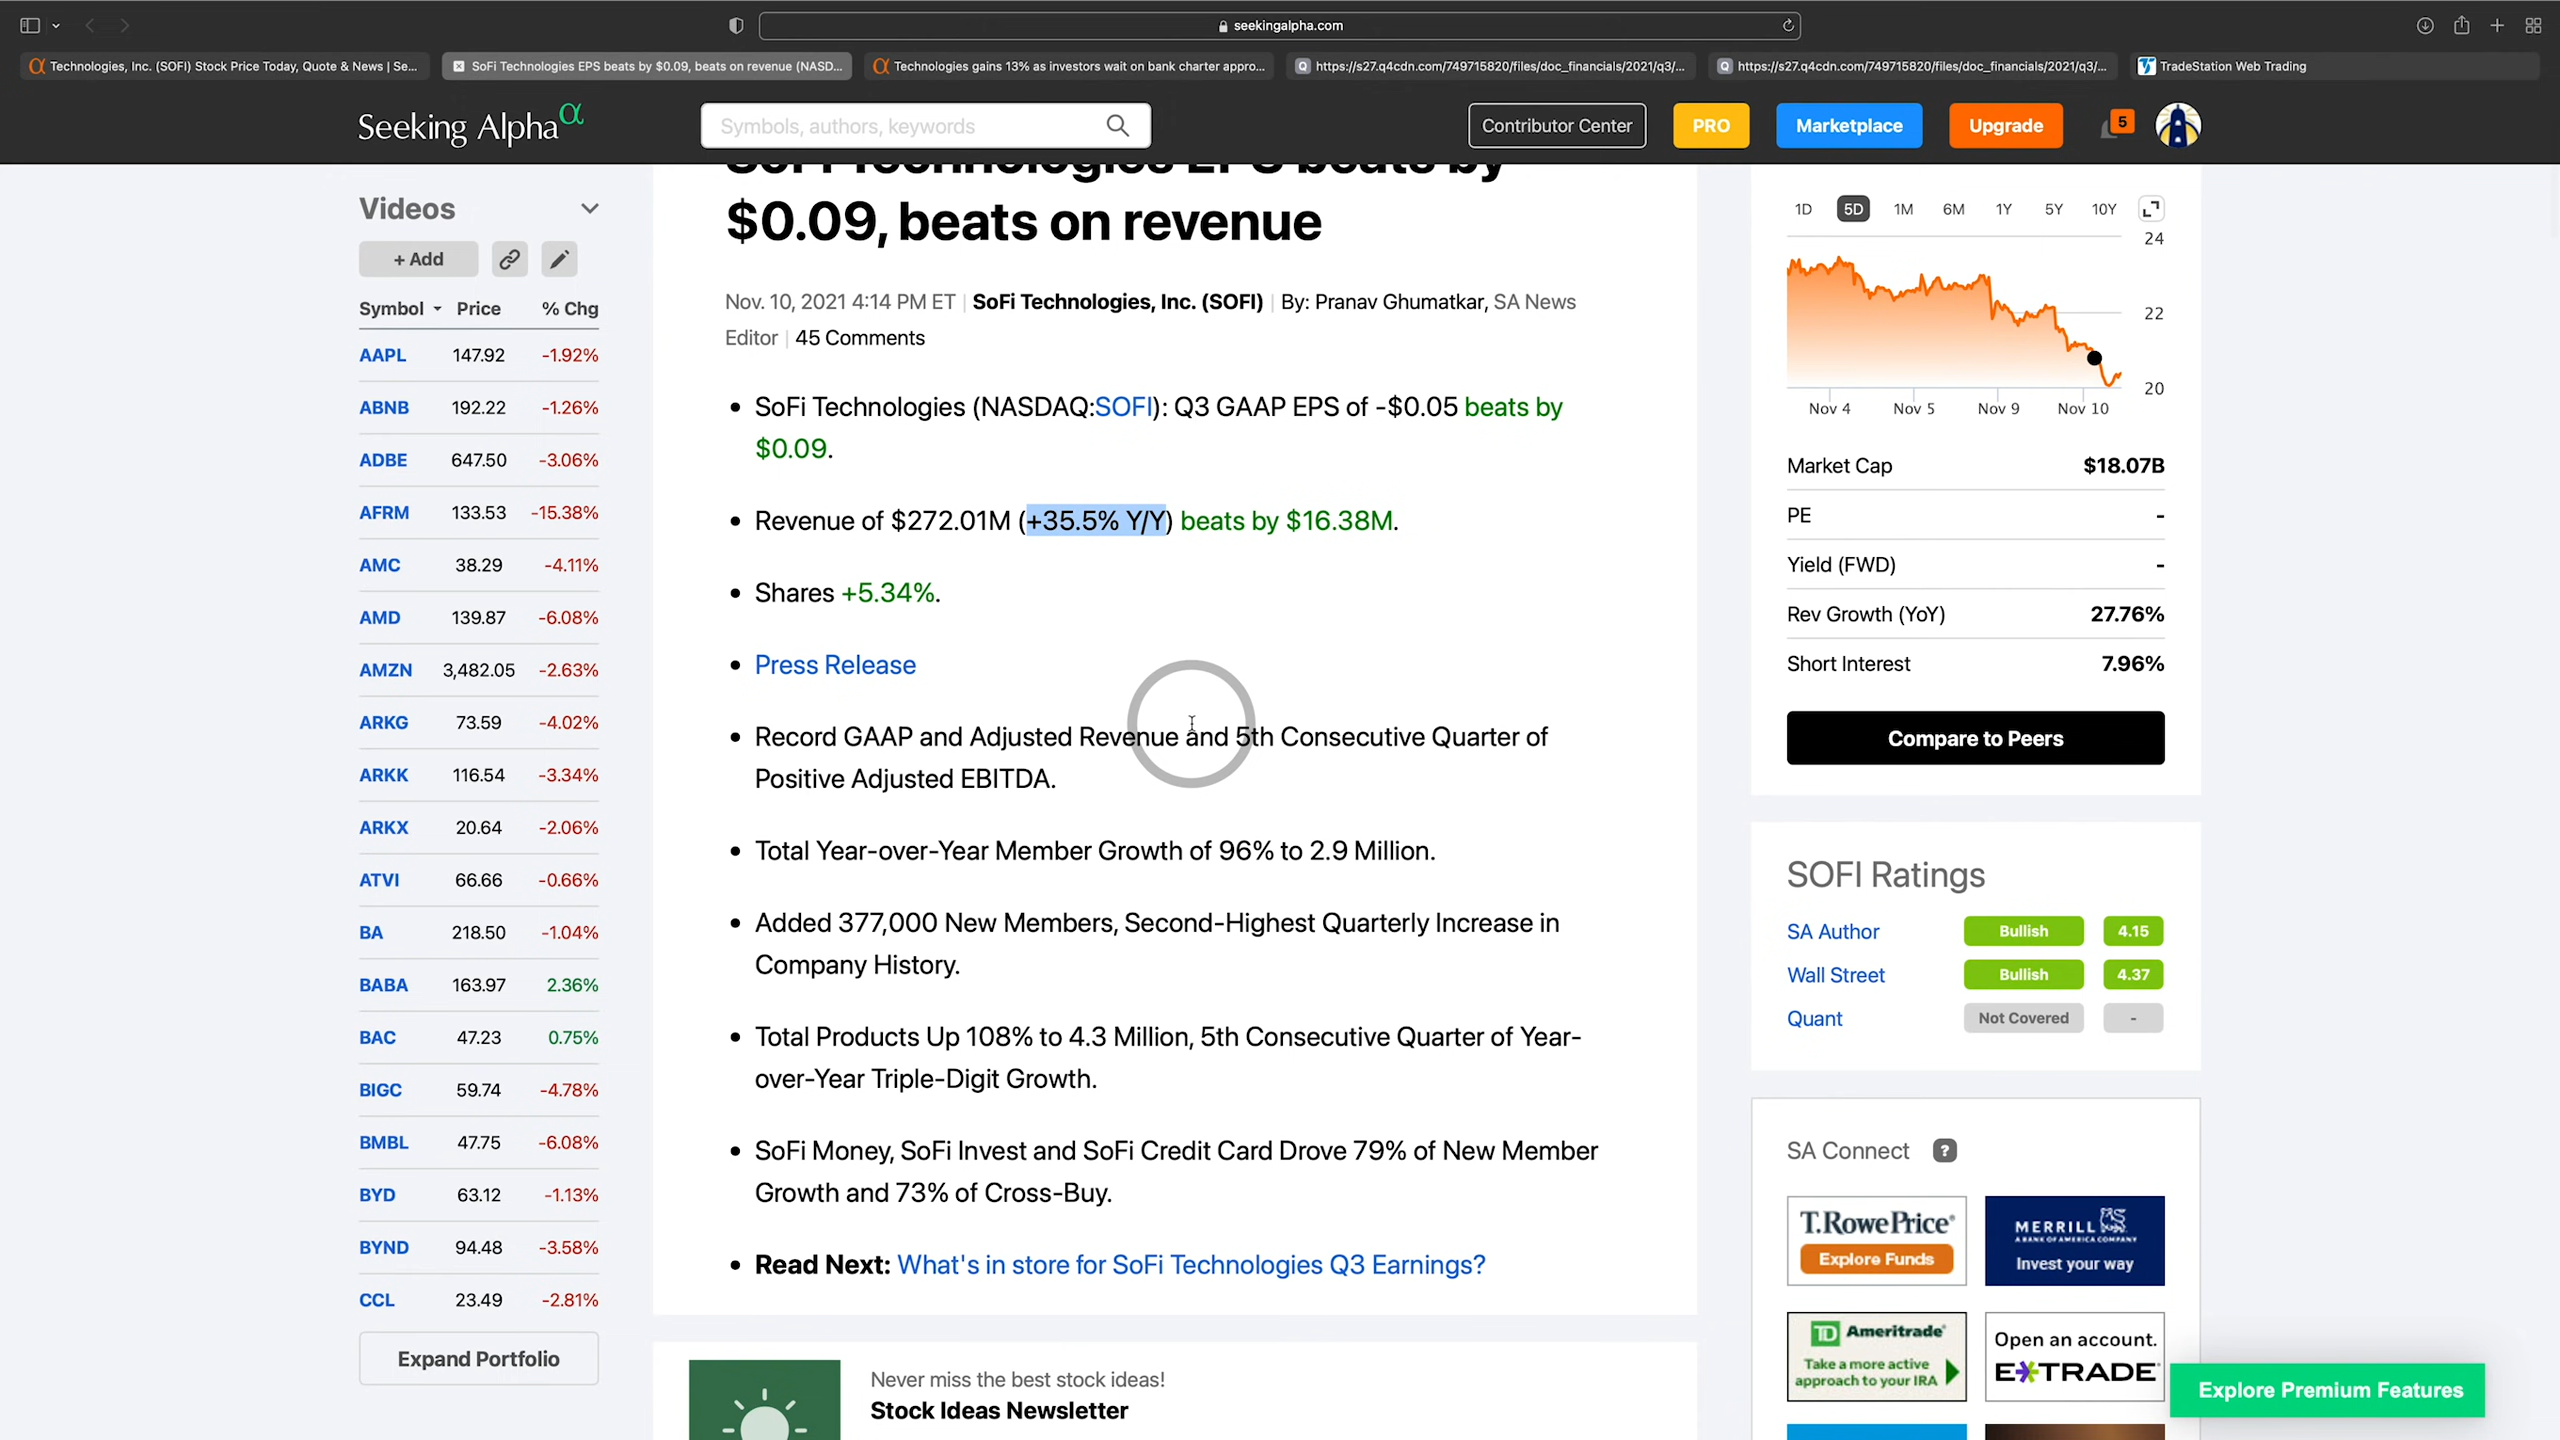 seekingalpha.com
Technologies, Inc. (SOFI) Stock Price Today, Quote & News | Se...
SoFi Technologies EPS beats by $0.09, beats on revenue (NASD...
Technologies gains 13% as investors wait on bank charter appro...
https://s27.q4cdn.com/749715820/files/doc_financials/2021/q3/...
https://s27.q4cdn.com/749715820/files/doc_financials/2021/q3/...
TradeStation Web Trading
Seeking Alpha α
Symbols, authors, keywords
Contributor Center
PRO
Marketplace
Upgrade
5
Videos
+ Add
Symbol Price % Chg
AAPL 147.92 -1.92%
ABNB 192.22 -1.26%
ADBE 647.50 -3.06%
AFRM 133.53 -15.38%
AMC 38.29 -4.11%
AMD 139.87 -6.08%
AMZN 3,482.05 -2.63%
ARKG 73.59 -4.02%
ARKK 116.54 -3.34%
ARKX 20.64 -2.06%
ATVI 66.66 -0.66%
BA 218.50 -1.04%
BABA 163.97 2.36%
BAC 47.23 0.75%
BIGC 59.74 -4.78%
BMBL 47.75 -6.08%
BYD 63.12 -1.13%
BYND 94.48 -3.58%
CCL 23.49 -2.81%
Expand Portfolio
SoFi Technologies EPS beats by
$0.09, beats on revenue
Nov. 10, 2021 4:14 PM ET | SoFi Technologies, Inc. (SOFI) | By: Pranav Ghumatkar, SA News
Editor | 45 Comments
• SoFi Technologies (NASDAQ:SOFI): Q3 GAAP EPS of -$0.05 beats by
$0.09.
• Revenue of $272.01M (+35.5% Y/Y) beats by $16.38M.
• Shares +5.34%.
• Press Release
• Record GAAP and Adjusted Revenue and 5th Consecutive Quarter of
Positive Adjusted EBITDA.
• Total Year-over-Year Member Growth of 96% to 2.9 Million.
• Added 377,000 New Members, Second-Highest Quarterly Increase in
Company History.
• Total Products Up 108% to 4.3 Million, 5th Consecutive Quarter of Year-
over-Year Triple-Digit Growth.
• SoFi Money, SoFi Invest and SoFi Credit Card Drove 79% of New Member
Growth and 73% of Cross-Buy.
• Read Next: What's in store for SoFi Technologies Q3 Earnings?
Never miss the best stock ideas!
Stock Ideas Newsletter
1D 5D 1M 6M 1Y 5Y 10Y
24
22
20
Nov 4 Nov 5 Nov 9 Nov 10
Market Cap $18.07B
PE -
Yield (FWD) -
Rev Growth (YoY) 27.76%
Short Interest 7.96%
Compare to Peers
SOFI Ratings
SA Author Bullish 4.15
Wall Street Bullish 4.37
Quant Not Covered -
SA Connect ?
T.RowePrice
Explore Funds
MERRILL
A BANK OF AMERICA COMPANY
Invest your way
TD Ameritrade
Take a more active
approach to your IRA
Open an account.
E*TRADE
Explore Premium Features